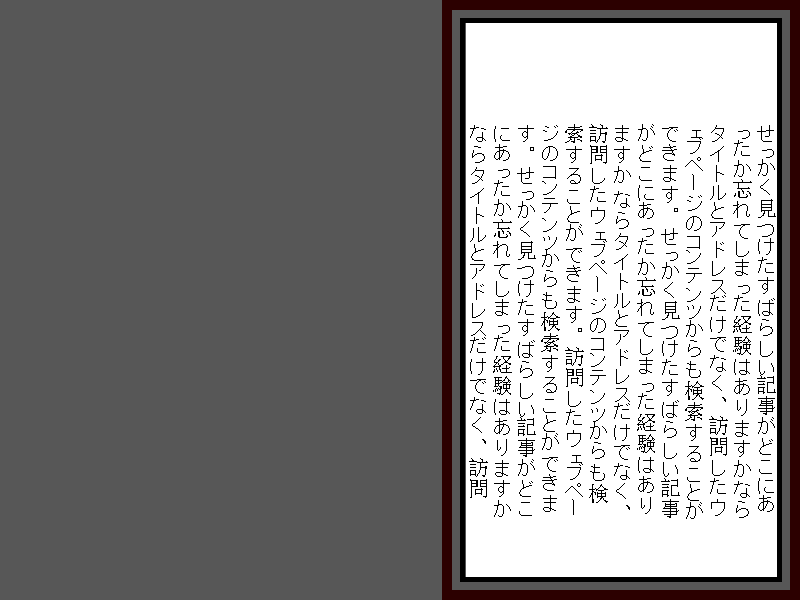 せっかく見つけたすばらしい記事がどこにあ
ったか忘れてしまった経験はありますかなら
タイトルとアドレスだけでなく、訪問したウ
ェブページのコンテンツからも検索することが
できます。せっかく見つけたすばらしい記事
がどこにあったか忘れてしまった経験はあり
ますか ならタイトルとアドレスだけでなく、
訪問したウェブページのコンテンツからも検
索することができます。訪問したウェブペー
ジのコンテンツからも検索することができま
す。せっかく見つけたすばらしい記事がどこ
にあったか忘れてしまった経験はありますか
ならタイトルとアドレスだけでなく、訪問